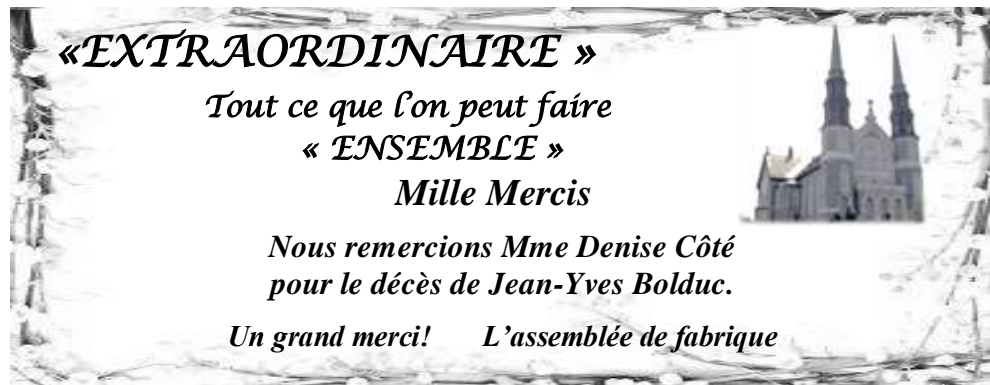 «EXTRAORDINAIRE »
Tout ce que l'on peut faire
« ENSEMBLE »
Mille Mercis
Nous remercions Mme Denise Côté
pour le décès de Jean-Yves Bolduc.
Un grand merci! L'assemblée de fabrique